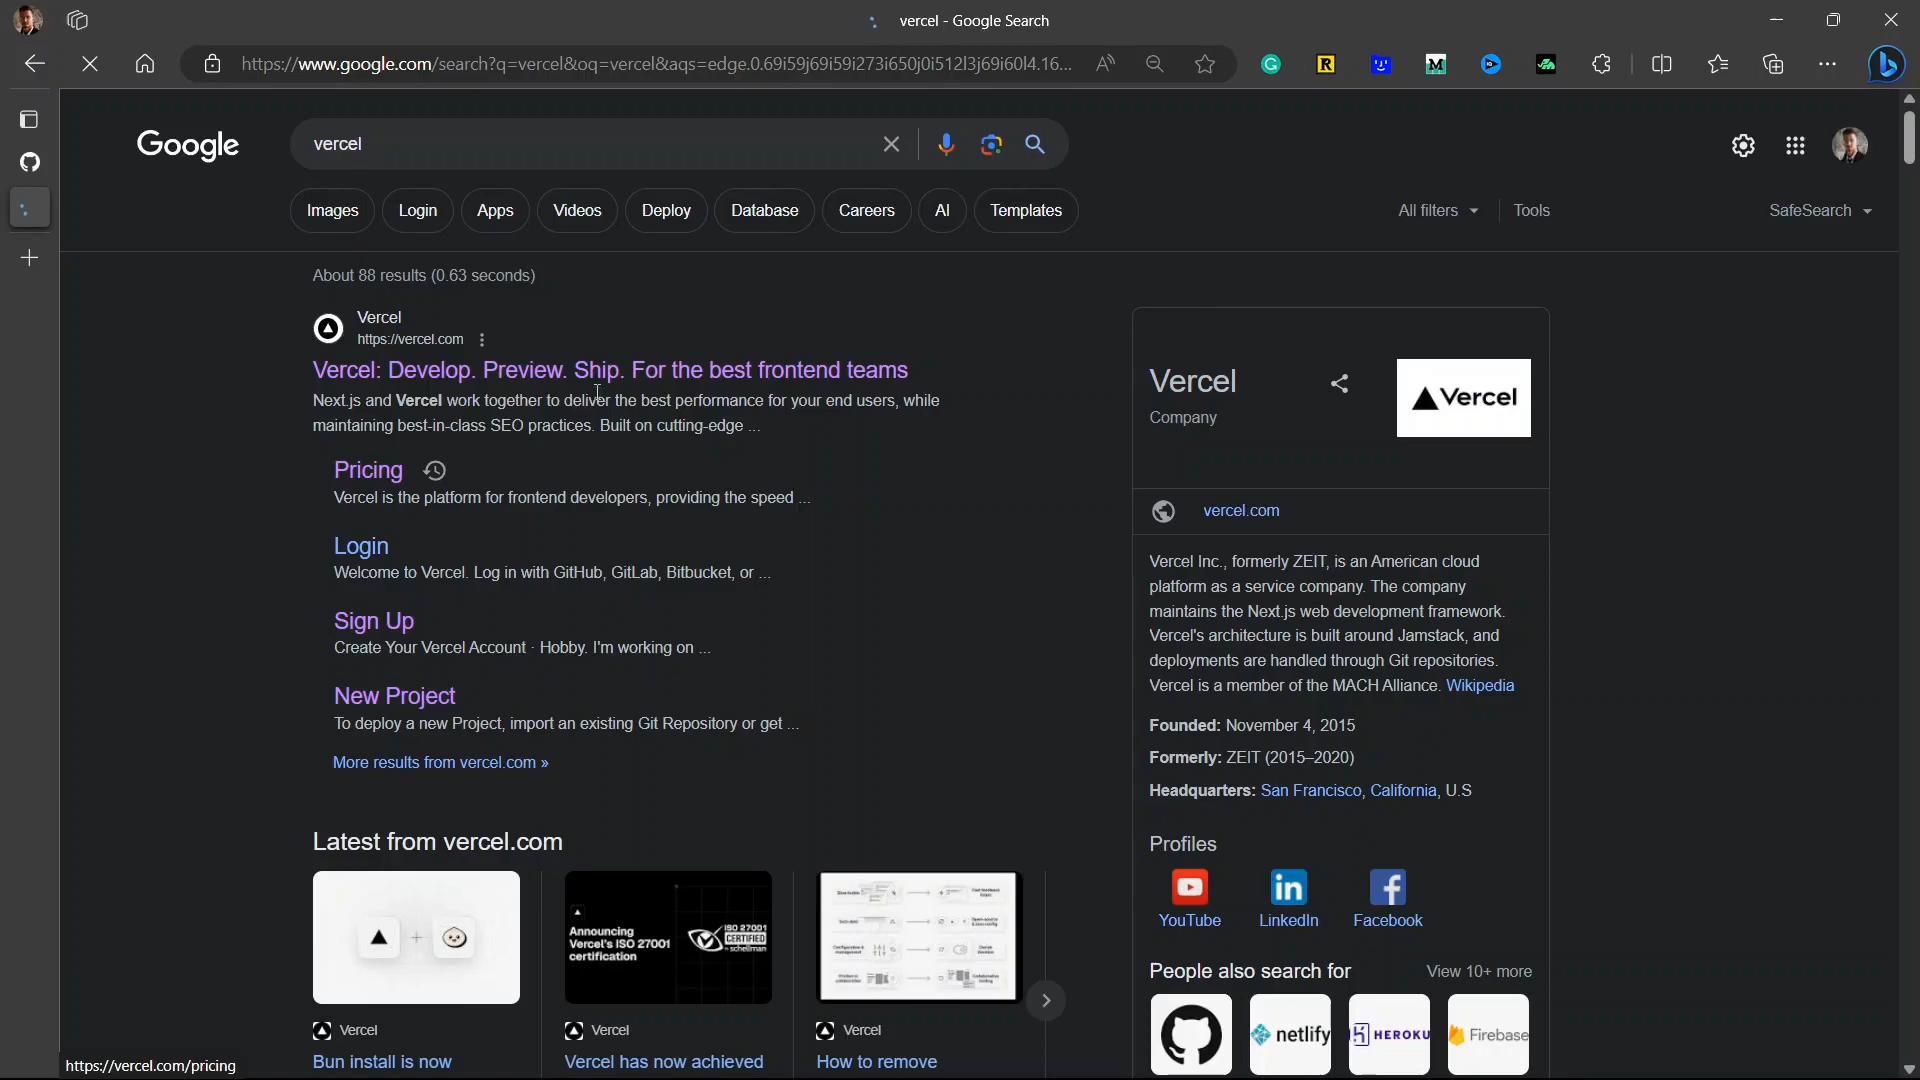 vercel - Google Search
https://www.google.com/search?q=vercel&oq=vercel&aqs=edge.0.69i59j69i59i273i650j0i512l3j69i60l4.16...
Google
vercel
Images Login Apps Videos Deploy Database Careers AI Templates All filters Tools SafeSearch
About 88 results (0.63 seconds)
Vercel
https://vercel.com
Vercel: Develop. Preview. Ship. For the best frontend teams
Next.js and Vercel work together to deliver the best performance for your end users, while
maintaining best-in-class SEO practices. Built on cutting-edge ...
Pricing
Vercel is the platform for frontend developers, providing the speed ...
Login
Welcome to Vercel. Log in with GitHub, GitLab, Bitbucket, or ...
Sign Up
Create Your Vercel Account · Hobby. I'm working on ...
New Project
To deploy a new Project, import an existing Git Repository or get ...
More results from vercel.com »
Latest from vercel.com
Announcing
Vercel's ISO 27001
certification
ISO 27001
CERTIFIED
by schellman
Vercel
Bun install is now
Vercel
Vercel has now achieved
Vercel
How to remove
https://vercel.com/pricing
Vercel
Company
Vercel
vercel.com
Vercel Inc., formerly ZEIT, is an American cloud
platform as a service company. The company
maintains the Next.js web development framework.
Vercel's architecture is built around Jamstack, and
deployments are handled through Git repositories.
Vercel is a member of the MACH Alliance. Wikipedia
Founded: November 4, 2015
Formerly: ZEIT (2015–2020)
Headquarters: San Francisco, California, U.S
Profiles
YouTube LinkedIn Facebook
People also search for View 10+ more
netlify HEROKU Firebase